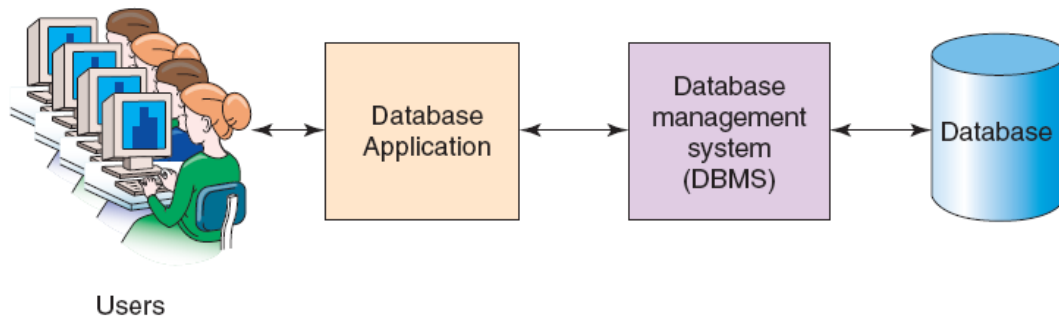 Database
Application
Database
management
system
(DBMS)
Database
Users